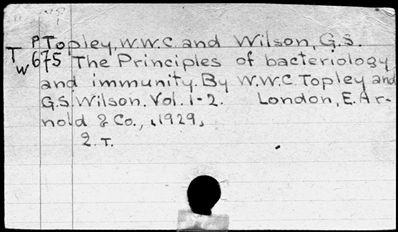 P Topley, W.W.C. and Wilson, G.S.
T 675 The Principles of bacteriology
w and immunity. By W.W.C. Topley and
G.S. Wilson. Vol. 1-2. London, E. Ar-
nold & Co., 1929,
2 т.